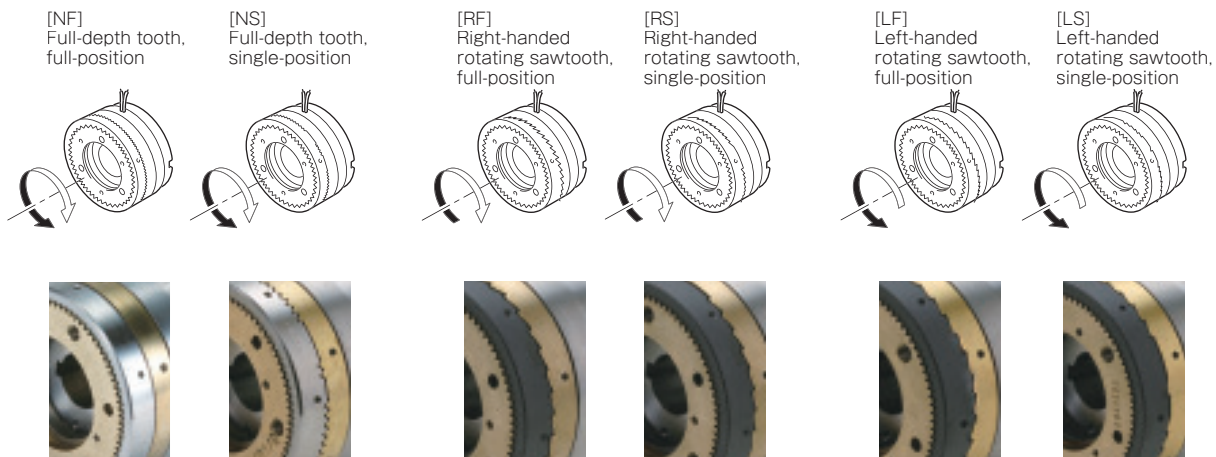 [NF]
Full-depth tooth,
full-position
[NS]
Full-depth tooth,
single-position
[RF]
Right-handed
rotating sawtooth,
full-position
[RS]
Right-handed
rotating sawtooth,
single-position
[LF]
Left-handed
rotating sawtooth,
full-position
[LS]
Left-handed
rotating sawtooth,
single-position